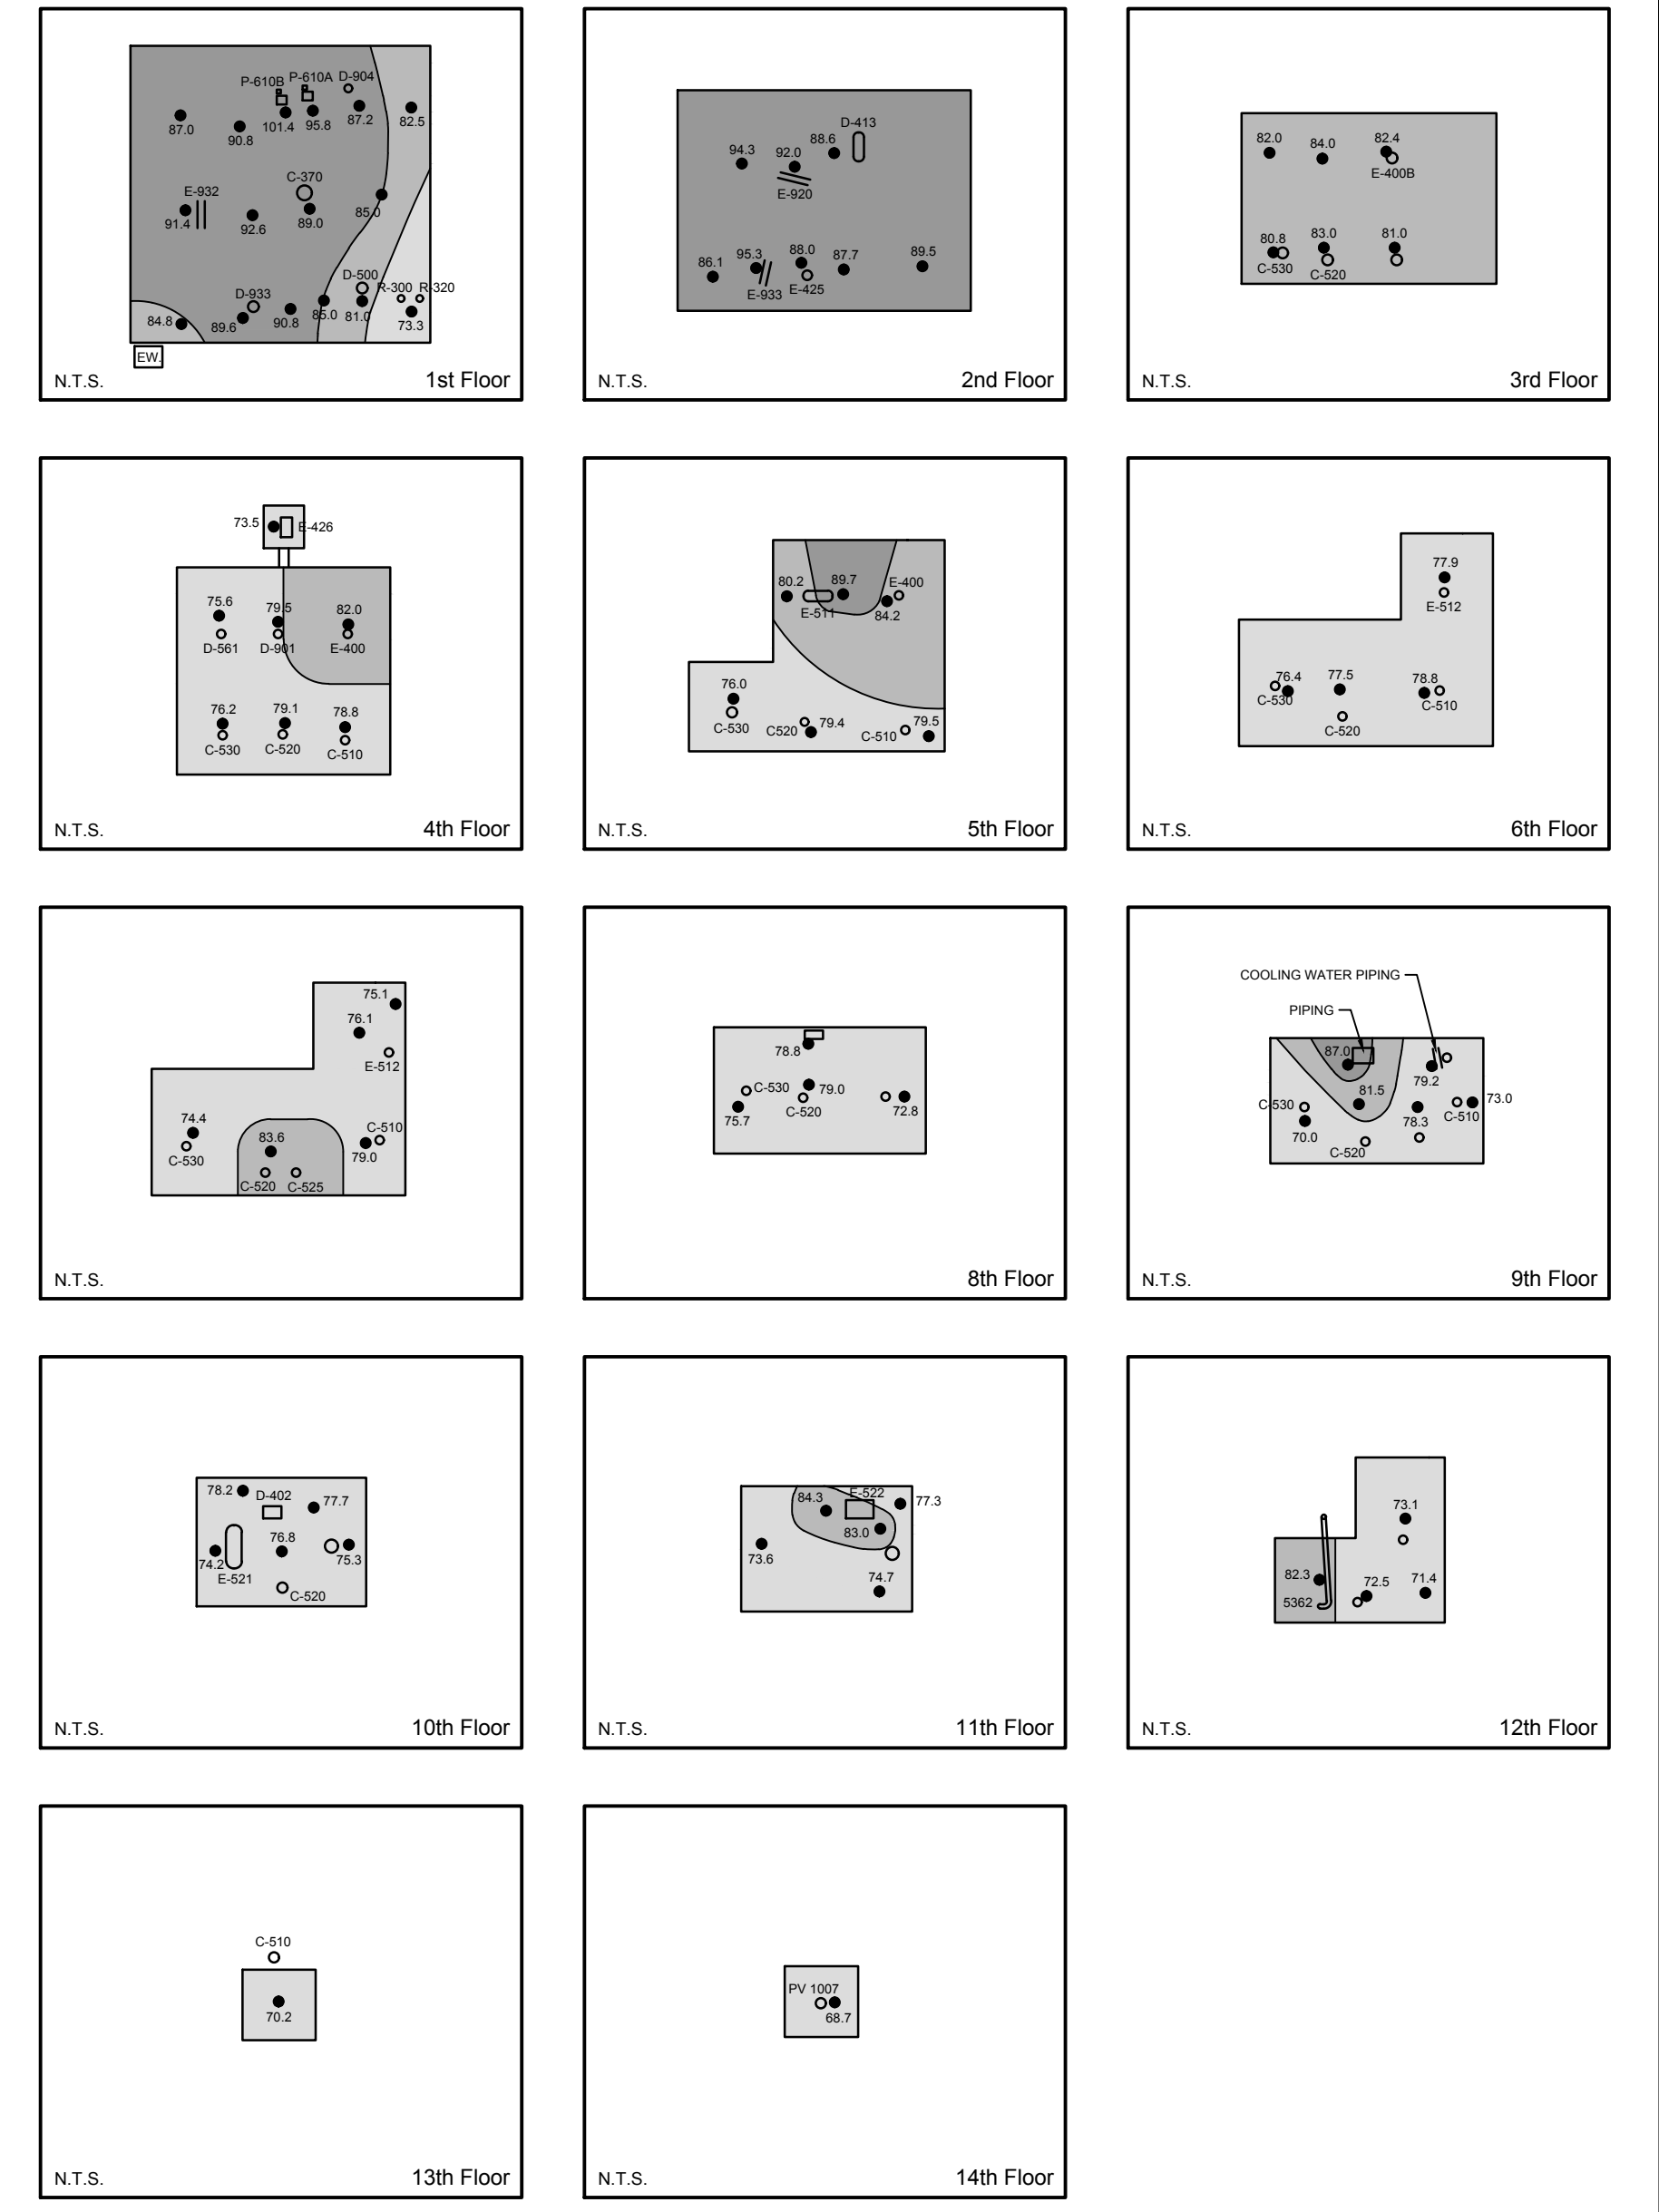 P-610B P-610A D-904
87.0 90.8 101.4 95.8 87.2 82.5
E-932 C-370
91.4 92.6 89.0 85.0
D-933 D-500 R-300 R-320
84.8 89.6 90.8 85.0 81.0 73.3
EW.
N.T.S. 1st Floor
D-413
94.3 92.0 88.6
E-920
86.1 95.3 88.0 87.7 89.5
E-933 E-425
N.T.S. 2nd Floor
82.0 84.0 82.4
E-400B
80.8 83.0 81.0
C-530 C-520
N.T.S. 3rd Floor
73.5 E-426
75.6 79.5 82.0
D-561 D-901 E-400
76.2 79.1 78.8
C-530 C-520 C-510
N.T.S. 4th Floor
80.2 89.7 E-400
E-511 84.2
76.0
C-530 C520 79.4 C-510 79.5
N.T.S. 5th Floor
77.9
E-512
76.4 77.5 78.8
C-530 C-520 C-510
N.T.S. 6th Floor
75.1
76.1
E-512
74.4 83.6 C-510
C-530 79.0
C-520 C-525
N.T.S.
78.8
C-530 79.0
75.7 C-520 72.8
N.T.S. 8th Floor
COOLING WATER PIPING
PIPING
87.0 79.2
81.5
C-530 73.0
70.0 78.3 C-510
C-520
N.T.S. 9th Floor
78.2 D-402 77.7
76.8
74.2 75.3
E-521 C-520
N.T.S. 10th Floor
84.3 E-522 77.3
83.0
73.6
74.7
N.T.S. 11th Floor
73.1
82.3 72.5 71.4
5362
N.T.S. 12th Floor
C-510
70.2
N.T.S. 13th Floor
PV 1007
68.7
N.T.S. 14th Floor